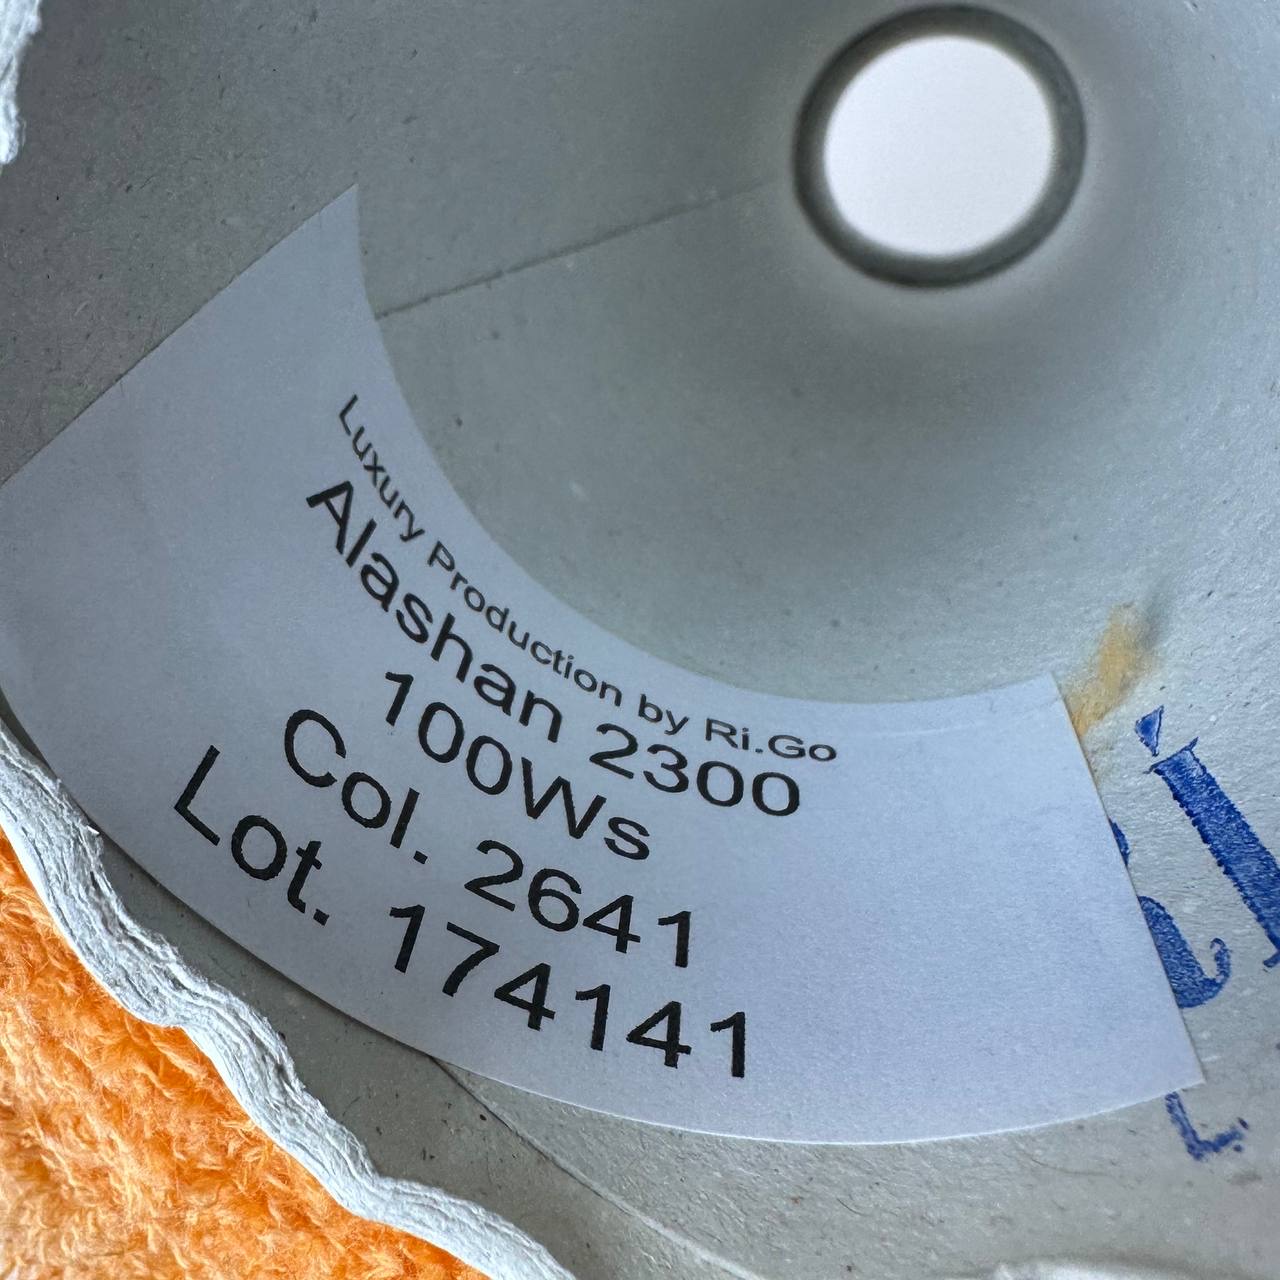 Luxury Production by Ri.Go
Alashan 2300
100Ws
Col. 2641
Lot. 174141